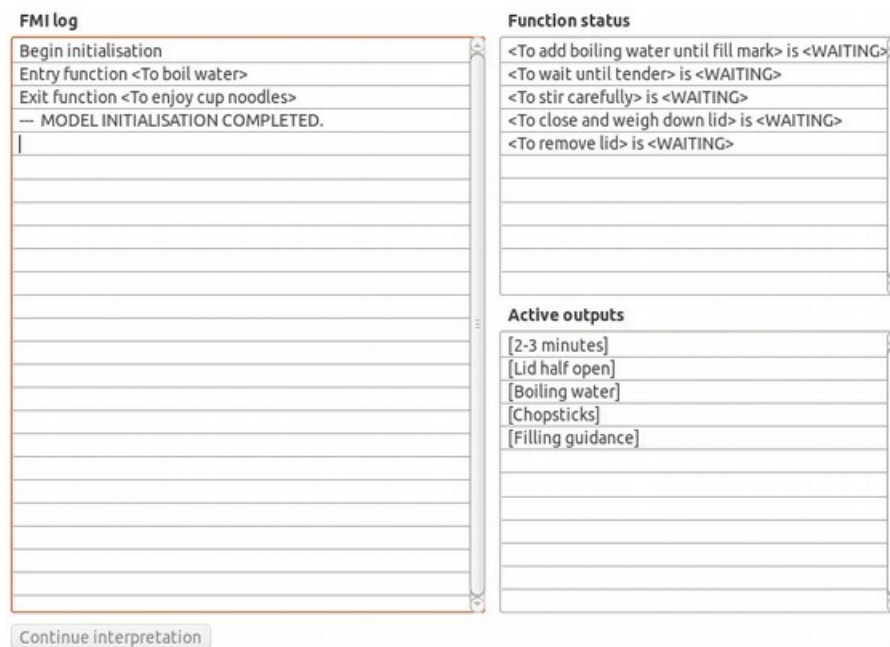 FMI log
Begin initialisation
Entry function <To boil water>
Exit function <To enjoy cup noodles>
--- MODEL INITIALISATION COMPLETED.
Function status
<To add boiling water until fill mark> is <WAITING>
<To wait until tender> is <WAITING>
<To stir carefully> is <WAITING>
<To close and weigh down lid> is <WAITING>
<To remove lid> is <WAITING>
Active outputs
[2-3 minutes]
[Lid half open]
[Boiling water]
[Chopsticks]
[Filling guidance]
Continue interpretation